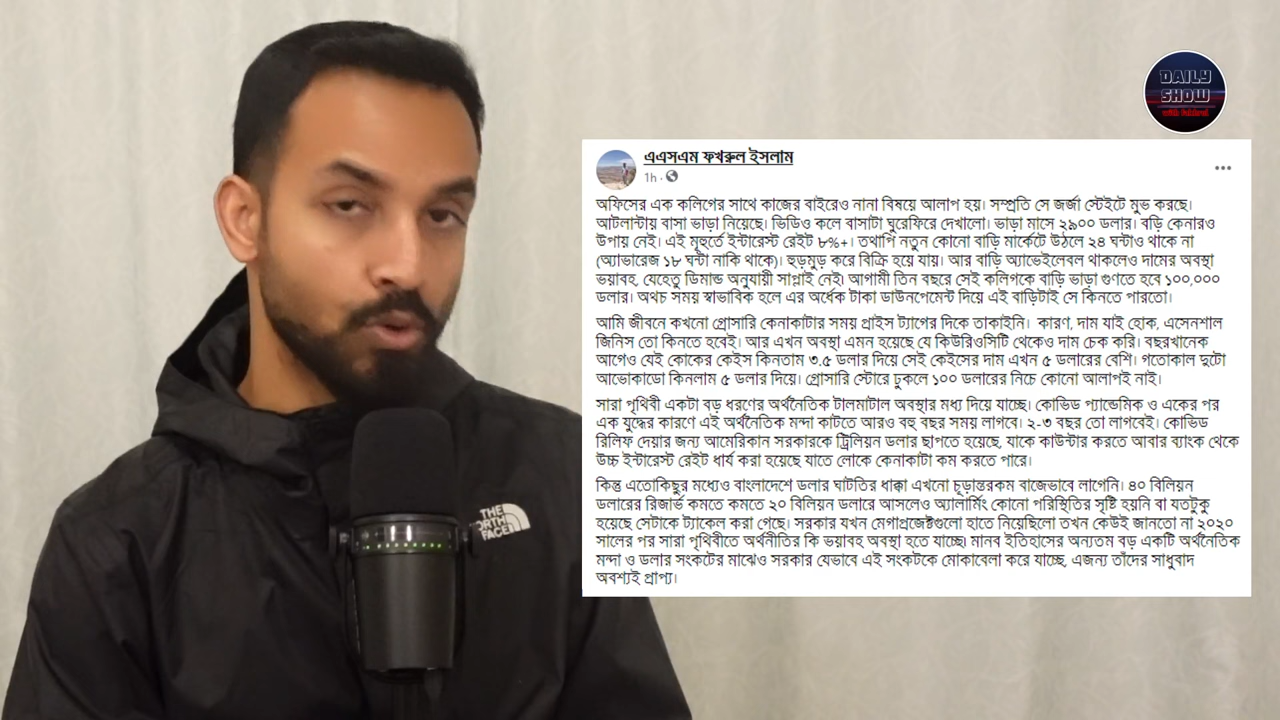 DAILY
SHOW
with Fakhrul
এএসএম ফখরুল ইসলাম
1h ·
অফিসের এক কলিগের সাথে কাজের বাইরেও নানা বিষয়ে আলাপ হয়। সম্প্রতি সে জর্জা স্টেইটে মুভ করছে।
আটলান্টায় বাসা ভাড়া নিয়েছে। ভিডিও কলে বাসাটা ঘুরেফিরে দেখালো। ভাড়া মাসে ২৯০০ ডলার। বড়ি কেনারও
উপায় নেই। এই মূহুর্তে ইন্টারেস্ট রেইট ৮%+। তথাপি নতুন কোনো বাড়ি মার্কেটে উঠলে ২৪ ঘন্টাও থাকে না
(অ্যাভারেজ ১৮ ঘন্টা নাকি থাকে)। হুড়মুড় করে বিক্রি হয়ে যায়। আর বাড়ি অ্যাভেইলেবল থাকলেও দামের অবস্থা
ভয়াবহ, যেহেতু ডিমান্ড অনুযায়ী সাপ্লাই নেই। আগামী তিন বছরে সেই কলিগকে বাড়ি ভাড়া গুণতে হবে ১০০,০০০
ডলার। অথচ সময় স্বাভাবিক হলে এর অর্ধেক টাকা ডাউনপেমেন্ট দিয়ে এই বাড়িটাই সে কিনতে পারতো।
আমি জীবনে কখনো গ্রোসারি কেনাকাটার সময় প্রাইস ট্যাগের দিকে তাকাইনি। কারণ, দাম যাই হোক, এসেনশাল
জিনিস তো কিনতে হবেই। আর এখন অবস্থা এমন হয়েছে যে কিউরিওসিটি থেকেও দাম চেক করি। বছরখানেক
আগেও যেই কোকের কেইস কিনতাম ৩.৫ ডলার দিয়ে সেই কেইসের দাম এখন ৫ ডলারের বেশি। গতোকাল দুটো
আভোকাডো কিনলাম ৫ ডলার দিয়ে। গ্রোসারি স্টোরে ঢুকলে ১০০ ডলারের নিচে কোনো আলাপই নাই।
সারা পৃথিবী একটা বড় ধরণের অর্থনৈতিক টালমাটাল অবস্থার মধ্য দিয়ে যাচ্ছে। কোভিড প্যান্ডেমিক ও একের পর
এক যুদ্ধের কারণে এই অর্থনৈতিক মন্দা কাটতে আরও বহু বছর সময় লাগবে। ২-৩ বছর তো লাগবেই। কোভিড
রিলিফ দেয়ার জন্য আমেরিকান সরকারকে ট্রিলিয়ন ডলার ছাপতে হয়েছে, যাকে কাউন্টার করতে আবার ব্যাংক থেকে
উচ্চ ইন্টারেস্ট রেইট ধার্য করা হয়েছে যাতে লোকে কেনাকাটা কম করতে পারে।
কিন্তু এতোকিছুর মধ্যেও বাংলাদেশে ডলার ঘাটতির ধাক্কা এখনো চূড়ান্তরকম বাজেভাবে লাগেনি। ৪০ বিলিয়ন
ডলারের রিজার্ভ কমতে কমতে ২০ বিলিয়ন ডলারে আসলেও অ্যালার্মিং কোনো পরিস্থিতির সৃষ্টি হয়নি বা যতটুকু
হয়েছে সেটাকে ট্যাকেল করা গেছে। সরকার যখন মেগাপ্রজেক্টগুলো হাতে নিয়েছিলো তখন কেউই জানতো না ২০২০
সালের পর সারা পৃথিবীতে অর্থনীতির কি ভয়াবহ অবস্থা হতে যাচ্ছে। মানব ইতিহাসের অন্যতম বড় একটি অর্থনৈতিক
মন্দা ও ডলার সংকটের মাঝেও সরকার যেভাবে এই সংকটকে মোকাবেলা করে যাচ্ছে, এজন্য তাঁদের সাধুবাদ
অবশ্যই প্রাপ্য।
THE
NORTH
FACE